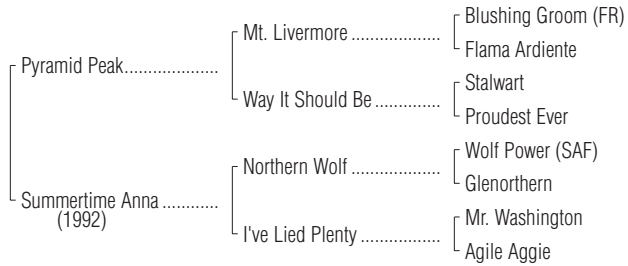 Blushing Groom (FR)
Mt. Livermore ...................
Flama Ardiente
Pyramid Peak....................
Stalwart
Way It Should Be ..............
Proudest Ever
Wolf Power (SAF)
Northern Wolf ...................
Glenorthern
Summertime Anna ............
(1992)
Mr. Washington
I've Lied Plenty .................
Agile Aggie